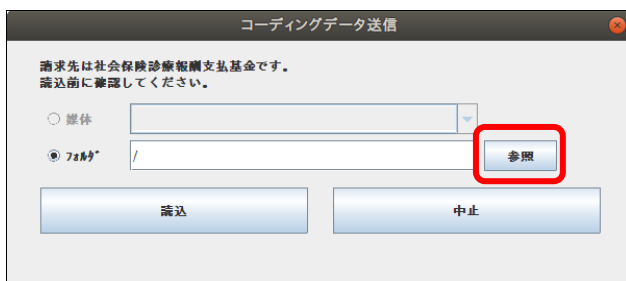 コーディングデータ送信
請求先は社会保険診療報酬支払基金です。
読込前に確認してください。
媒体
ﾌｫﾙﾀﾞ
/
参照
読込
中止